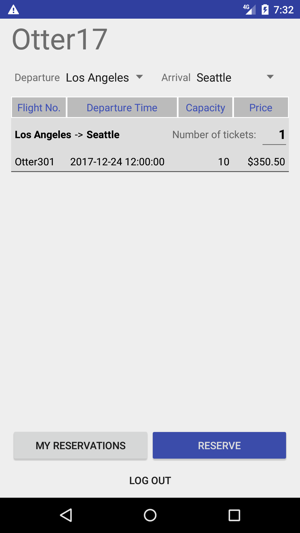 4G 7:32
Otter17
Departure Los Angeles Arrival Seattle
Flight No. Departure Time Capacity Price
Los Angeles -> Seattle Number of tickets: 1
Otter301 2017-12-24 12:00:00 10 $350.50
MY RESERVATIONS RESERVE
LOG OUT